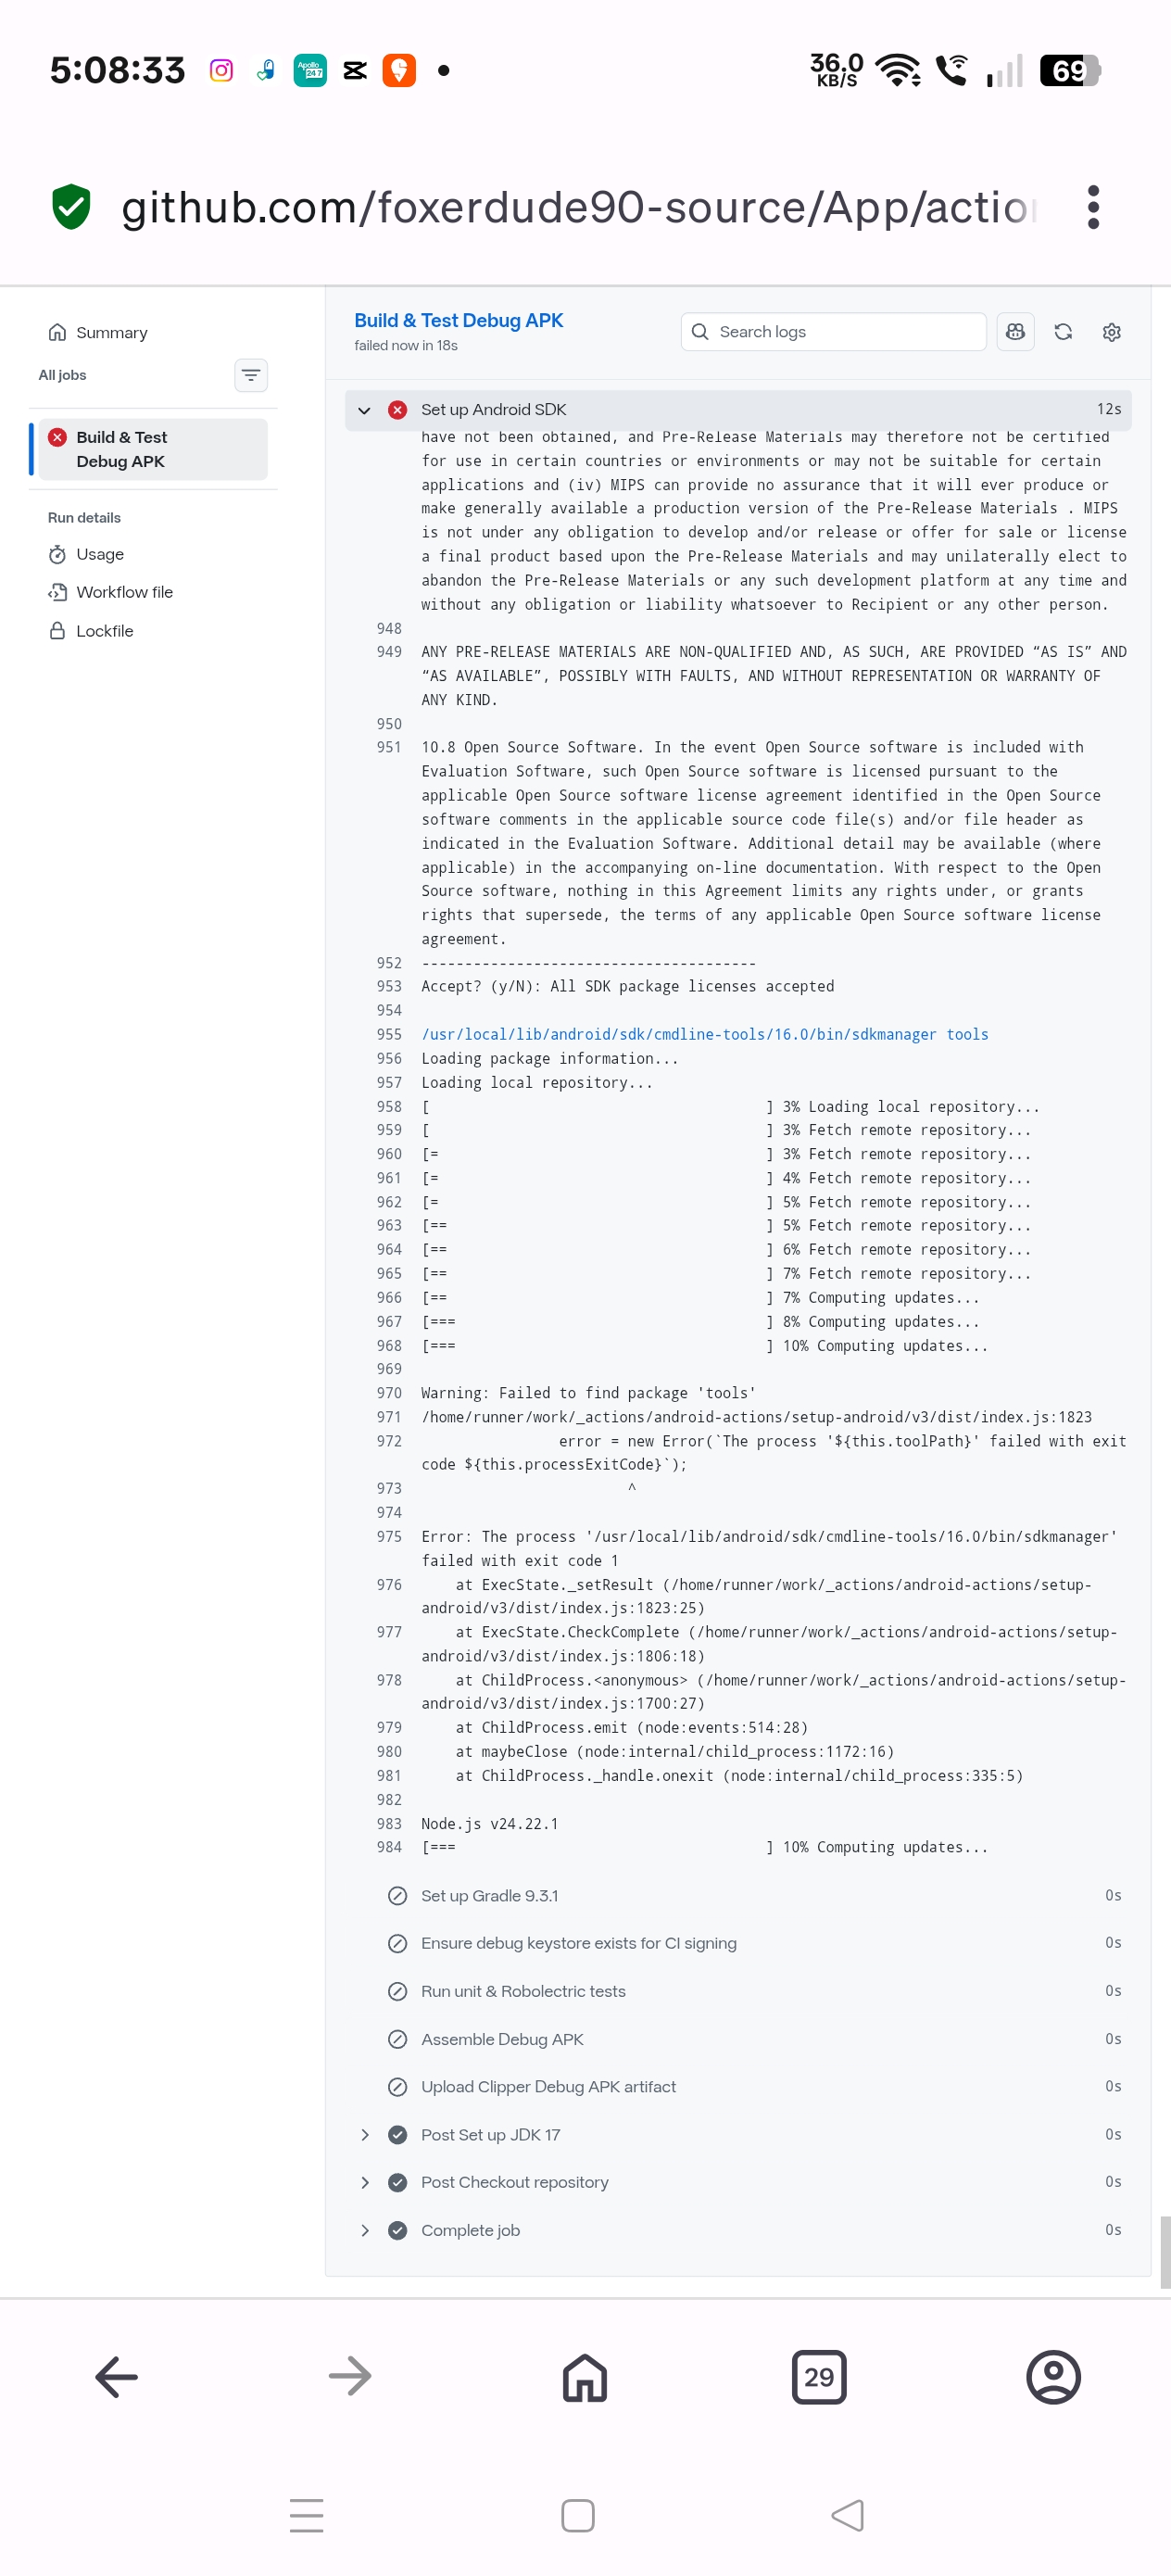 5:08:33
Apollo 24|7
36.0 KB/S
69
github.com/foxerdude90-source/App/action
Summary
All jobs
Build & Test Debug APK
Run details
Usage
Workflow file
Lockfile
Build & Test Debug APK
failed now in 18s
Search logs
Set up Android SDK 12s
have not been obtained, and Pre-Release Materials may therefore not be certified
for use in certain countries or environments or may not be suitable for certain
applications and (iv) MIPS can provide no assurance that it will ever produce or
make generally available a production version of the Pre-Release Materials . MIPS
is not under any obligation to develop and/or release or offer for sale or license
a final product based upon the Pre-Release Materials and may unilaterally elect to
abandon the Pre-Release Materials or any such development platform at any time and
without any obligation or liability whatsoever to Recipient or any other person.
948
949 ANY PRE-RELEASE MATERIALS ARE NON-QUALIFIED AND, AS SUCH, ARE PROVIDED “AS IS” AND
“AS AVAILABLE”, POSSIBLY WITH FAULTS, AND WITHOUT REPRESENTATION OR WARRANTY OF
ANY KIND.
950
951 10.8 Open Source Software. In the event Open Source software is included with
Evaluation Software, such Open Source software is licensed pursuant to the
applicable Open Source software license agreement identified in the Open Source
software comments in the applicable source code file(s) and/or file header as
indicated in the Evaluation Software. Additional detail may be available (where
applicable) in the accompanying on-line documentation. With respect to the Open
Source software, nothing in this Agreement limits any rights under, or grants
rights that supersede, the terms of any applicable Open Source software license
agreement.
952 ---------------------------------------
953 Accept? (y/N): All SDK package licenses accepted
954
955 /usr/local/lib/android/sdk/cmdline-tools/16.0/bin/sdkmanager tools
956 Loading package information...
957 Loading local repository...
958 [                                       ] 3% Loading local repository...
959 [                                       ] 3% Fetch remote repository...
960 [=                                      ] 3% Fetch remote repository...
961 [=                                      ] 4% Fetch remote repository...
962 [=                                      ] 5% Fetch remote repository...
963 [==                                     ] 5% Fetch remote repository...
964 [==                                     ] 6% Fetch remote repository...
965 [==                                     ] 7% Fetch remote repository...
966 [==                                     ] 7% Computing updates...
967 [===                                    ] 8% Computing updates...
968 [===                                    ] 10% Computing updates...
969
970 Warning: Failed to find package 'tools'
971 /home/runner/work/_actions/android-actions/setup-android/v3/dist/index.js:1823
972                 error = new Error(`The process '${this.toolPath}' failed with exit
code ${this.processExitCode}`);
973                         ^
974
975 Error: The process '/usr/local/lib/android/sdk/cmdline-tools/16.0/bin/sdkmanager'
failed with exit code 1
976     at ExecState._setResult (/home/runner/work/_actions/android-actions/setup-
android/v3/dist/index.js:1823:25)
977     at ExecState.CheckComplete (/home/runner/work/_actions/android-actions/setup-
android/v3/dist/index.js:1806:18)
978     at ChildProcess.<anonymous> (/home/runner/work/_actions/android-actions/setup-
android/v3/dist/index.js:1700:27)
979     at ChildProcess.emit (node:events:514:28)
980     at maybeClose (node:internal/child_process:1172:16)
981     at ChildProcess._handle.onexit (node:internal/child_process:335:5)
982
983 Node.js v24.22.1
984 [===                                    ] 10% Computing updates...
Set up Gradle 9.3.1 0s
Ensure debug keystore exists for CI signing 0s
Run unit & Robolectric tests 0s
Assemble Debug APK 0s
Upload Clipper Debug APK artifact 0s
Post Set up JDK 17 0s
Post Checkout repository 0s
Complete job 0s
29